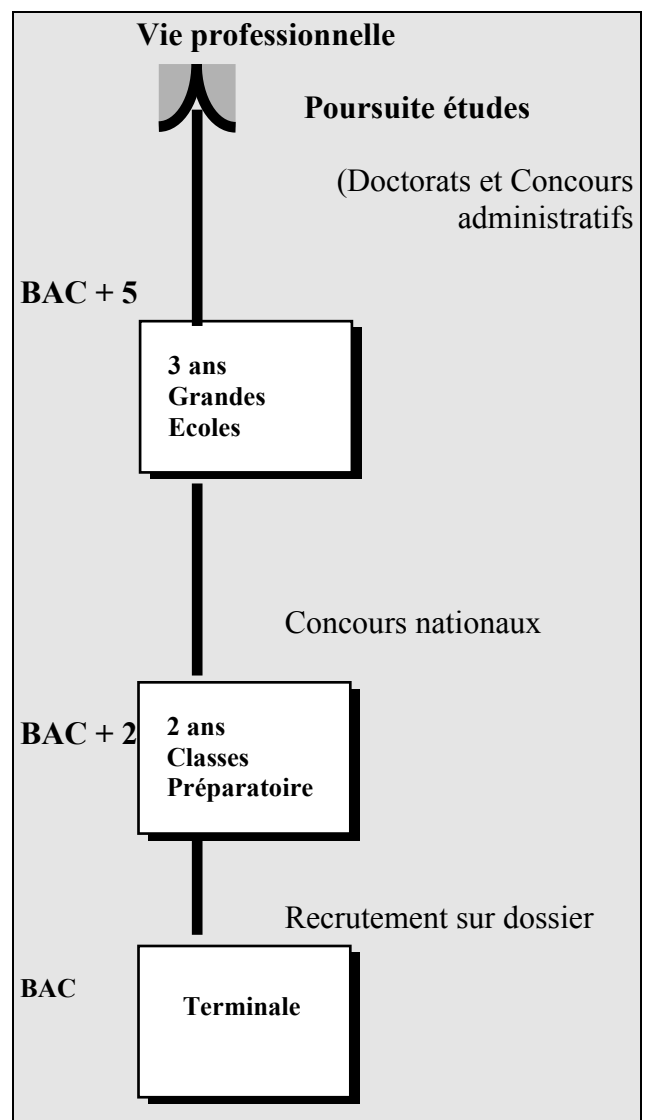 Vie professionnelle
Poursuite études
(Doctorats et Concours
administratifs
BAC + 5
3 ans
Grandes
Ecoles
Concours nationaux
BAC + 2
2 ans
Classes
Préparatoire
Recrutement sur dossier
BAC
Terminale